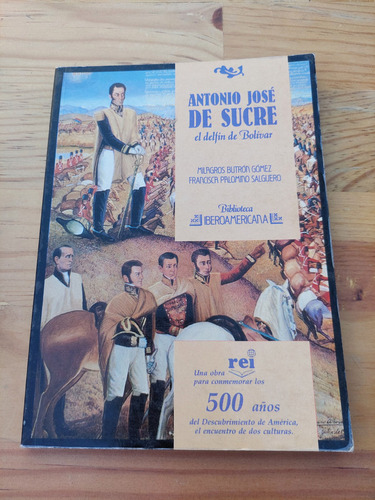 ANTONIO JOSÉ
DE SUCRE
el delfín de Bolívar
MILAGROS BUTRÓN GÓMEZ
FRANCISCA PALOMINO SALGUERO
Biblioteca
IBEROAMERICANA
rei
Una obra
para conmemorar los
500 años
del Descubrimiento de América,
el encuentro de dos culturas.